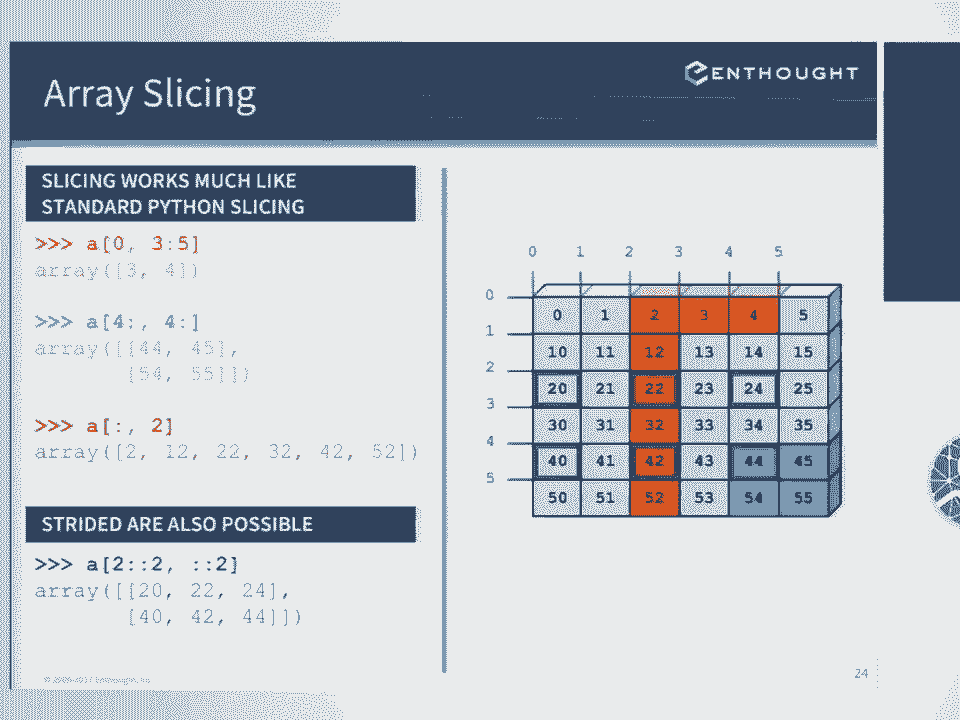 Array Slicing
ENTHOUGHT
SLICING WORKS MUCH LIKE
STANDARD PYTHON SLICING
>>> a[0, 3:5]
array([3, 4])
>>> a[4:, 4:]
array([[44, 45],
[54, 55]])
>>> a[:, 2]
array([2, 12, 22, 32, 42, 52])
STRIDED ARE ALSO POSSIBLE
>>> a[2::2, ::2]
array([[20, 22, 24],
[40, 42, 44]])
0 1 2 3 4 5
0
0 1 2 3 4 5
1
10 11 12 13 14 15
2
20 21 22 23 24 25
3
30 31 32 33 34 35
4
40 41 42 43 44 45
5
50 51 52 53 54 55
24